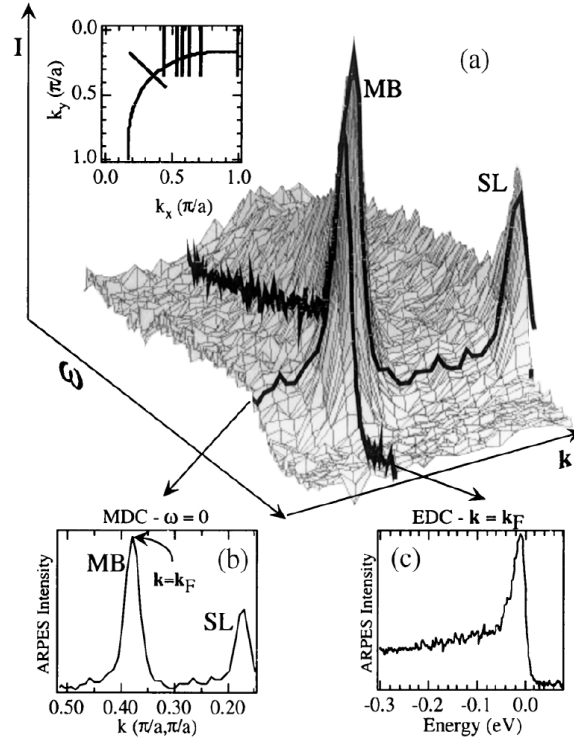 I
(a)
0.0
0.5
1.0
k_y (π/a)
0.0 0.5 1.0
k_x (π/a)
MB
SL
ω
k
MDC - ω = 0
(b)
MB
k=k_F
SL
ARPES Intensity
0.50 0.40 0.30 0.20
k (π/a,π/a)
EDC - k = k_F
(c)
ARPES Intensity
-0.3 -0.2 -0.1 0.0
Energy (eV)